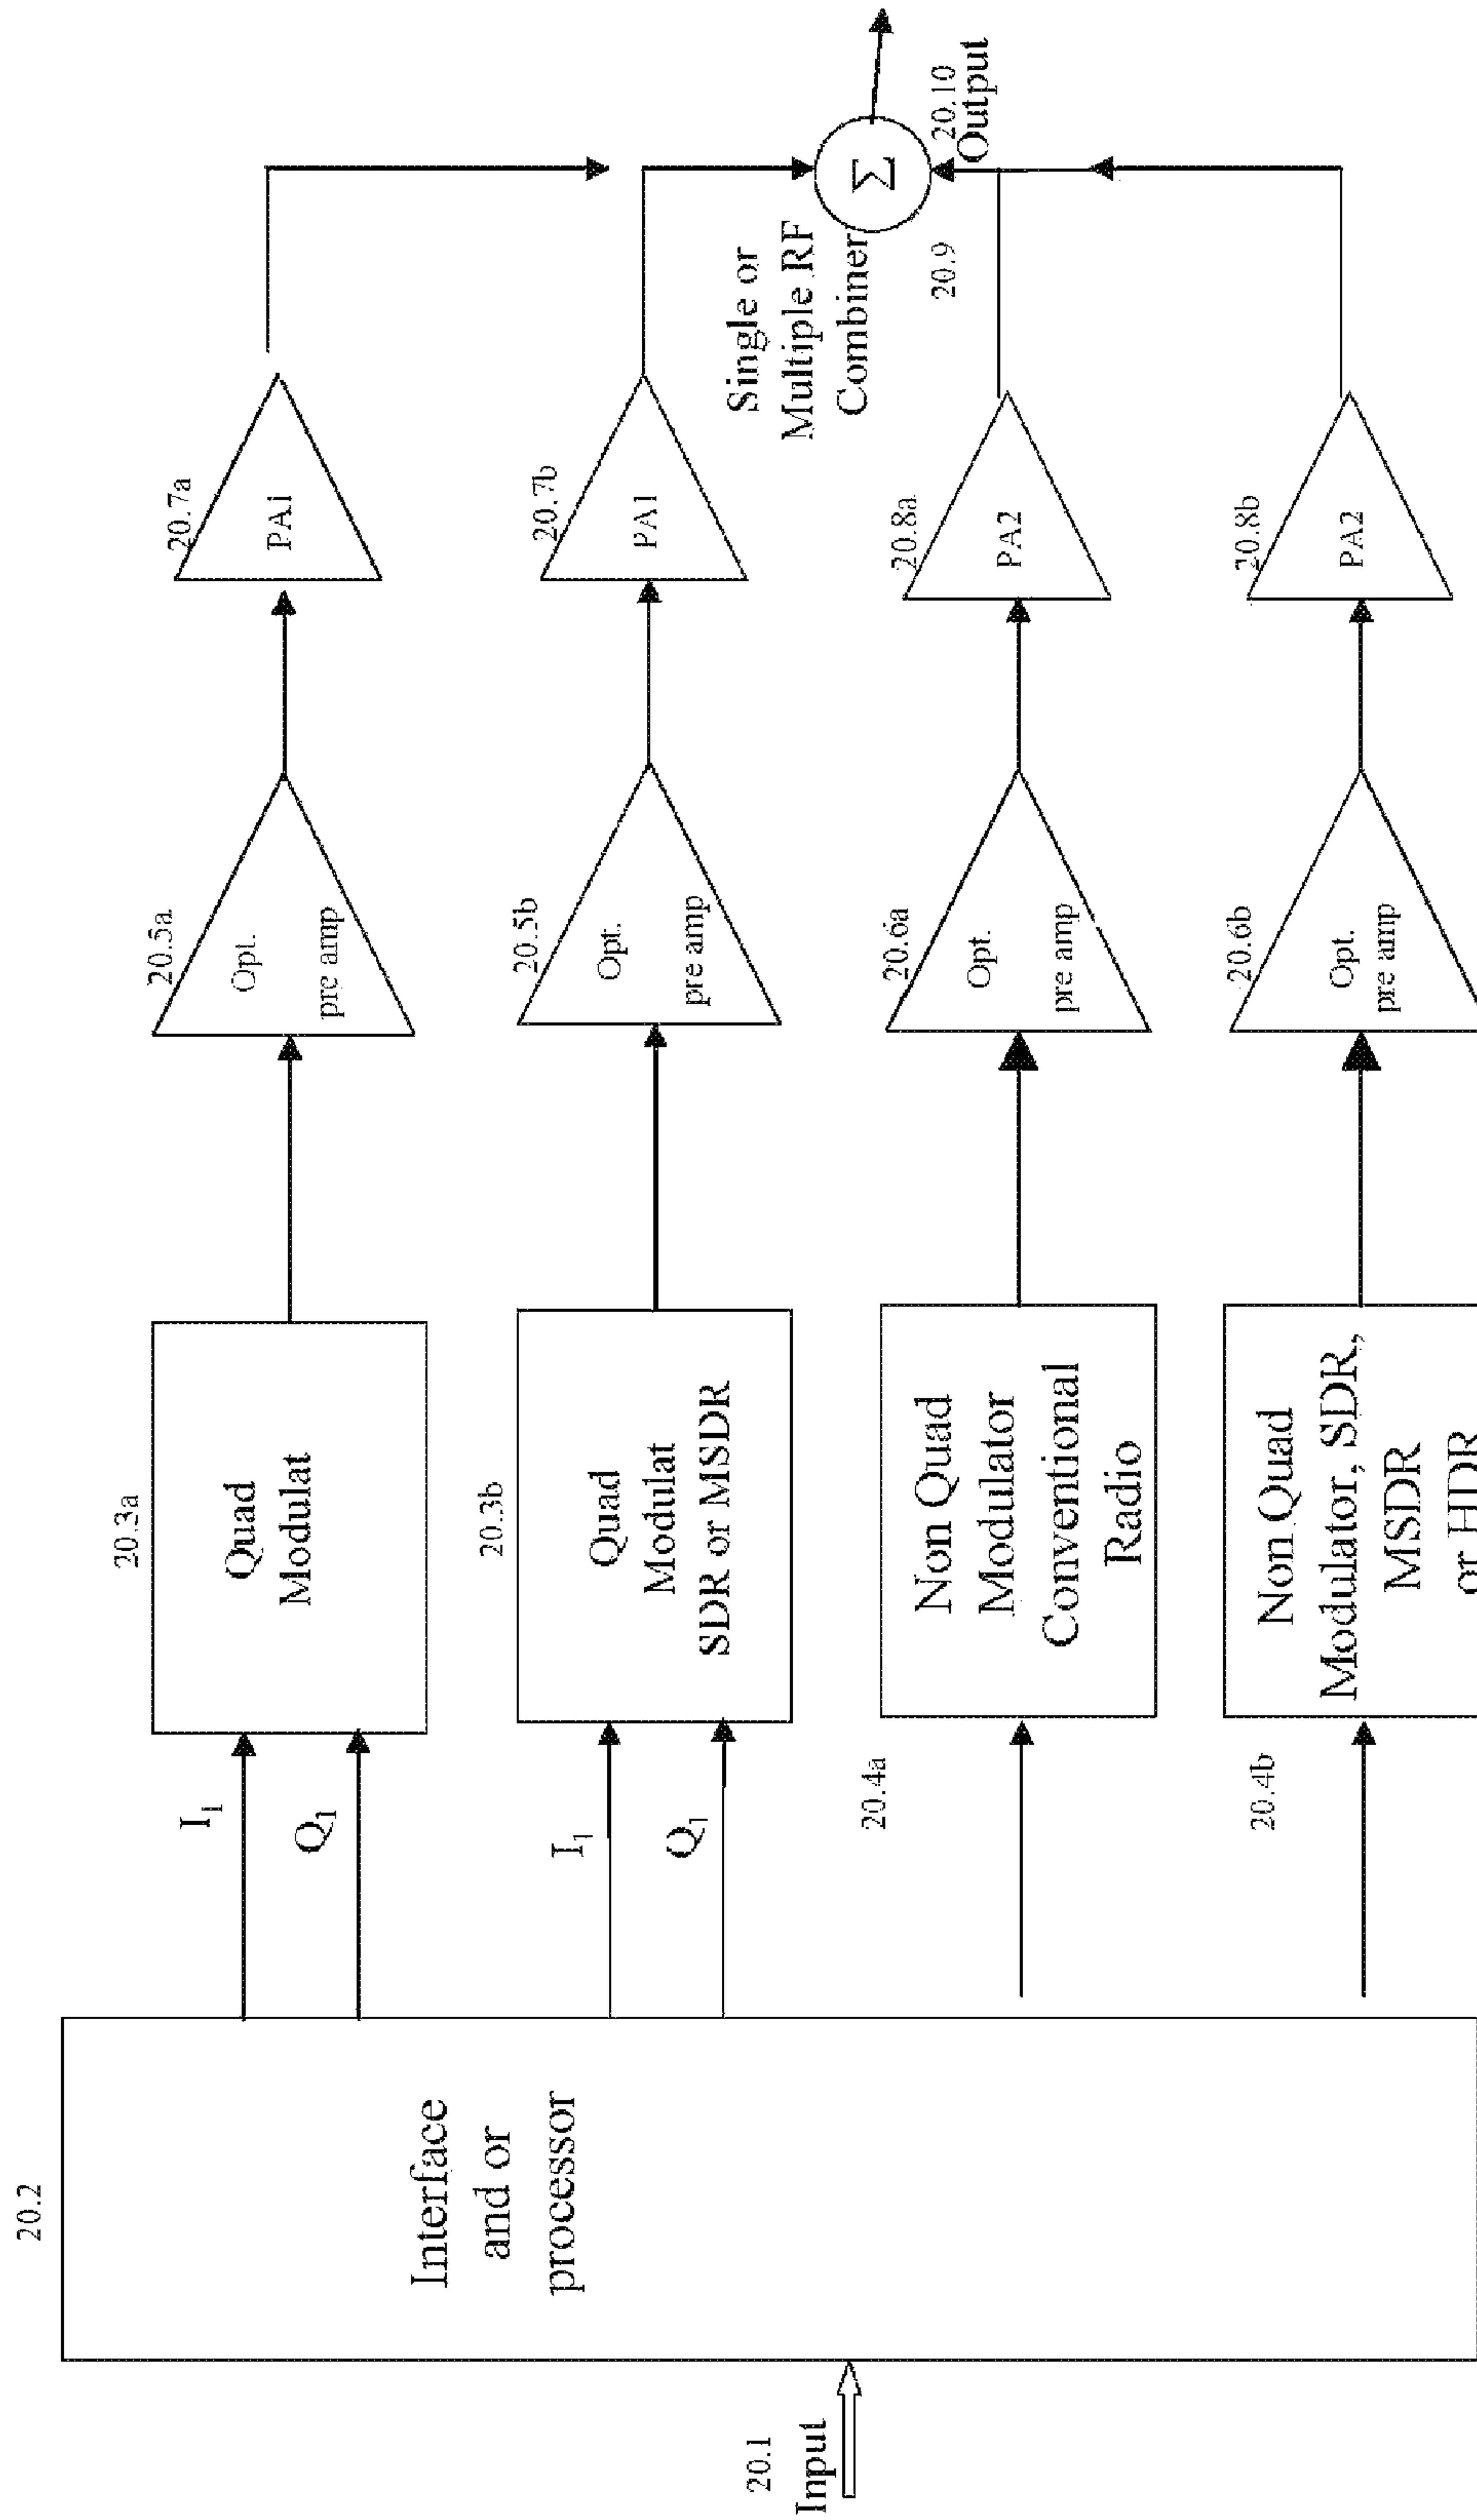 20.1
Input
20.2
Interface
and or
processor
I1
Q1
20.3a
Quad
Modulat
20.5a
Opt.
pre amp
20.7a
PA1
I1
Q1
20.3b
Quad
Modulat
SDR or MSDR
20.5b
Opt.
pre amp
20.7b
PA1
Single or
Multiple RF
Combiner
Σ
20.9
20.10
Output
20.4a
Non Quad
Modulator
Conventional
Radio
20.6a
Opt.
pre amp
20.8a
PA2
20.4b
Non Quad
Modulator, SDR,
MSDR
or HDR
20.6b
Opt.
pre amp
20.8b
PA2